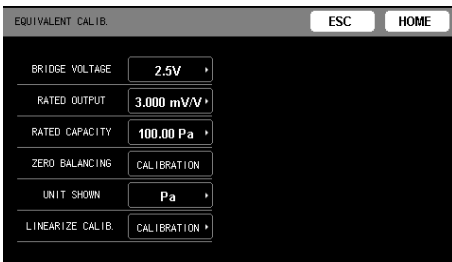 EQUIVALENT CALIB. ESC HOME
BRIDGE VOLTAGE 2.5V
RATED OUTPUT 3.000 mV/V
RATED CAPACITY 100.00 Pa
ZERO BALANCING CALIBRATION
UNIT SHOWN Pa
LINEARIZE CALIB. CALIBRATION